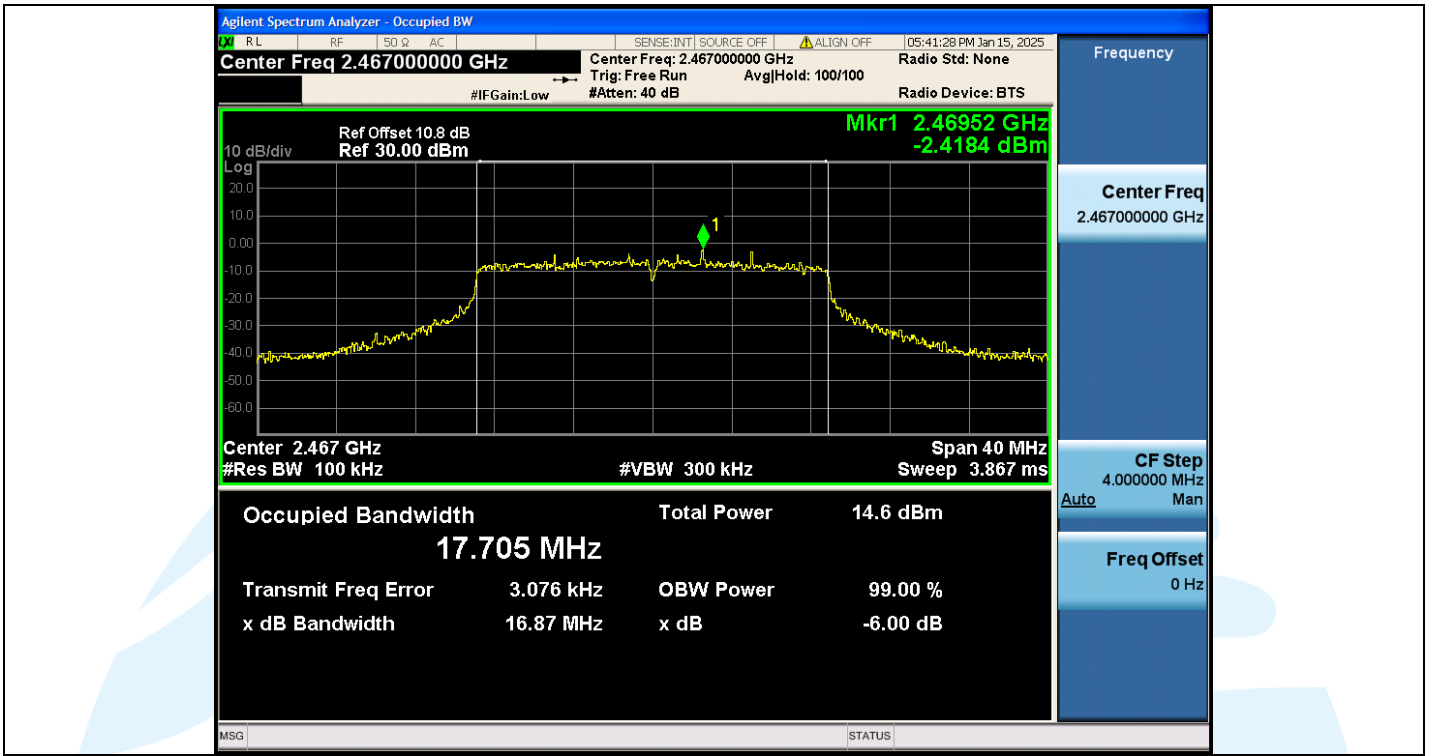 Agilent Spectrum Analyzer - Occupied BW
LXI RL RF 50 Ω AC SENSE:INT SOURCE OFF ALIGN OFF 05:41:28 PM Jan 15, 2025
Center Freq 2.467000000 GHz
Center Freq: 2.467000000 GHz Radio Std: None
Trig: Free Run Avg|Hold: 100/100
#IFGain:Low #Atten: 40 dB Radio Device: BTS
Mkr1 2.46952 GHz
-2.4184 dBm
Ref Offset 10.8 dB
10 dB/div Ref 30.00 dBm
Log
20.0
10.0
0.00
-10.0
-20.0
-30.0
-40.0
-50.0
-60.0
1
Center 2.467 GHz Span 40 MHz
#Res BW 100 kHz #VBW 300 kHz Sweep 3.867 ms
Occupied Bandwidth Total Power 14.6 dBm
17.705 MHz
Transmit Freq Error 3.076 kHz OBW Power 99.00 %
x dB Bandwidth 16.87 MHz x dB -6.00 dB
MSG STATUS
Frequency
Center Freq
2.467000000 GHz
CF Step
4.000000 MHz
Auto Man
Freq Offset
0 Hz